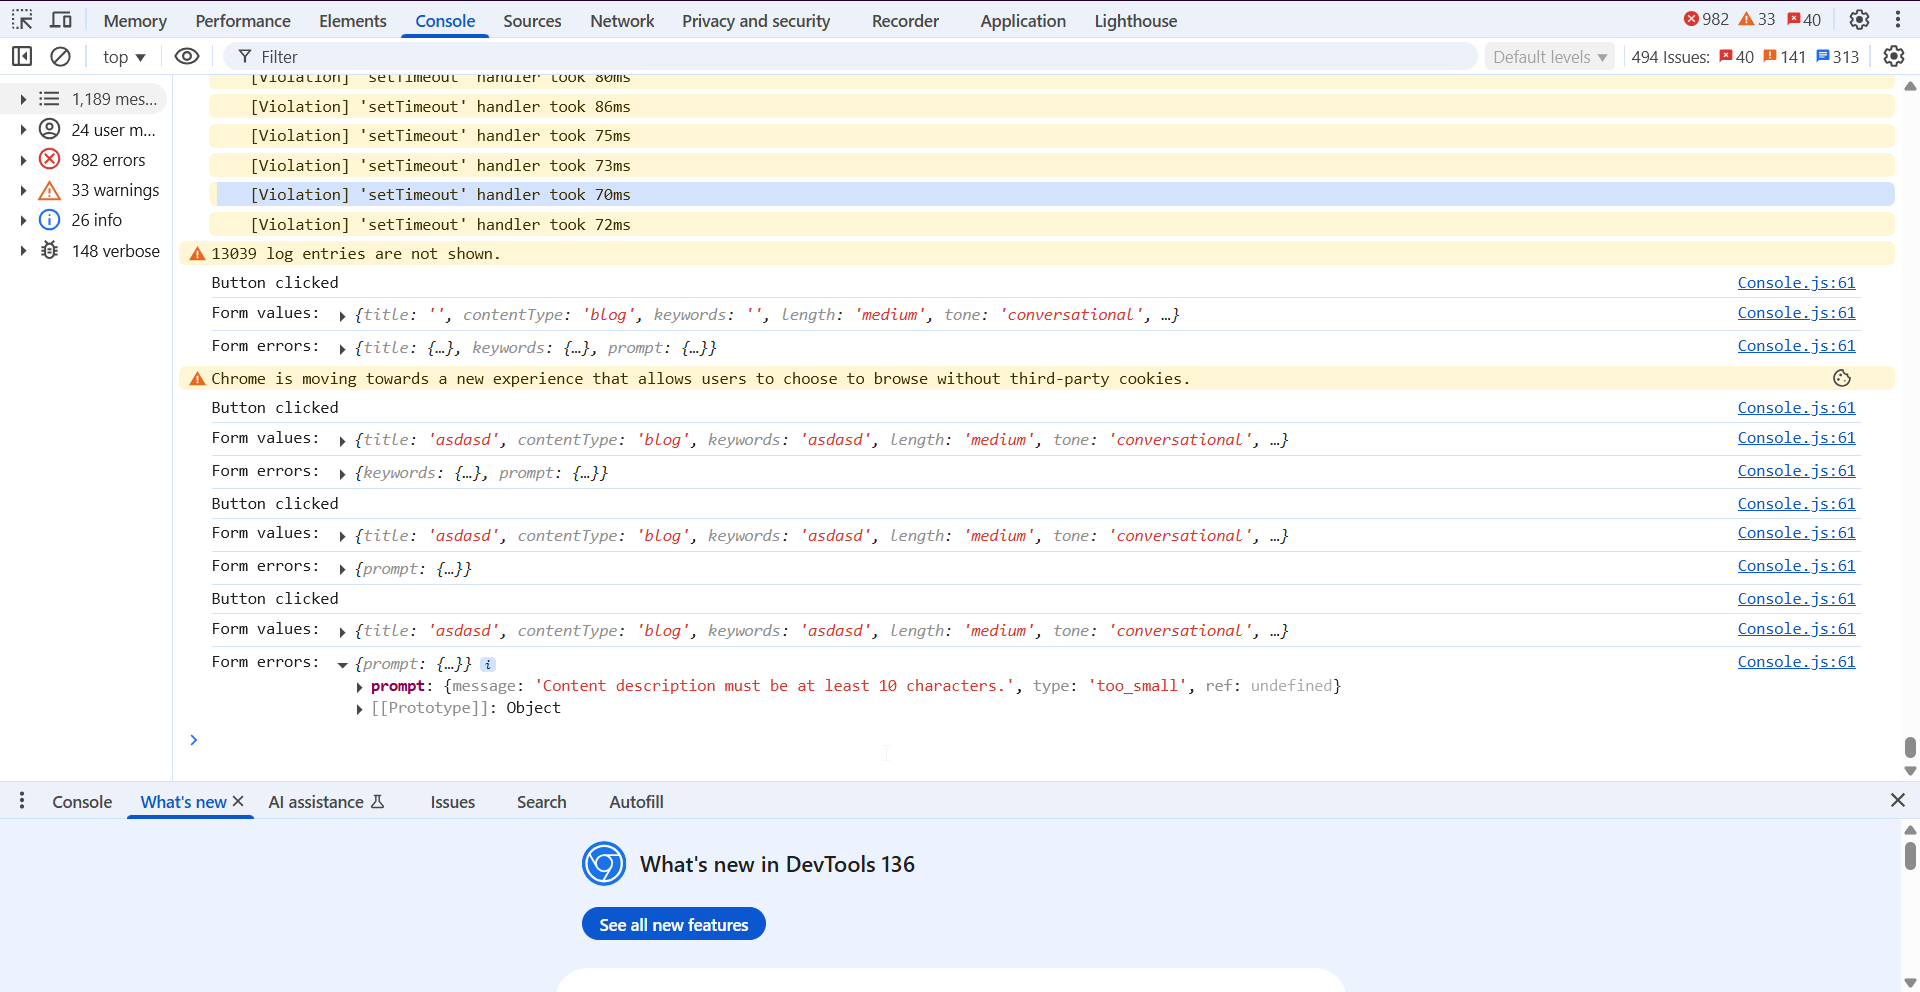 Memory Performance Elements Console Sources Network Privacy and security Recorder Application Lighthouse 982 33 40
top Filter Default levels 494 Issues: 40 141 313
1,189 mes...
24 user m...
982 errors
33 warnings
26 info
148 verbose
[Violation] 'setTimeout' handler took 80ms
[Violation] 'setTimeout' handler took 86ms
[Violation] 'setTimeout' handler took 75ms
[Violation] 'setTimeout' handler took 73ms
[Violation] 'setTimeout' handler took 70ms
[Violation] 'setTimeout' handler took 72ms
13039 log entries are not shown.
Button clicked Console.js:61
Form values: {title: '', contentType: 'blog', keywords: '', length: 'medium', tone: 'conversational', …} Console.js:61
Form errors: {title: {…}, keywords: {…}, prompt: {…}} Console.js:61
Chrome is moving towards a new experience that allows users to choose to browse without third-party cookies.
Button clicked Console.js:61
Form values: {title: 'asdasd', contentType: 'blog', keywords: 'asdasd', length: 'medium', tone: 'conversational', …} Console.js:61
Form errors: {keywords: {…}, prompt: {…}} Console.js:61
Button clicked Console.js:61
Form values: {title: 'asdasd', contentType: 'blog', keywords: 'asdasd', length: 'medium', tone: 'conversational', …} Console.js:61
Form errors: {prompt: {…}} Console.js:61
Button clicked Console.js:61
Form values: {title: 'asdasd', contentType: 'blog', keywords: 'asdasd', length: 'medium', tone: 'conversational', …} Console.js:61
Form errors: {prompt: {…}} i Console.js:61
prompt: {message: 'Content description must be at least 10 characters.', type: 'too_small', ref: undefined}
[[Prototype]]: Object
Console What's new AI assistance Issues Search Autofill
What's new in DevTools 136
See all new features